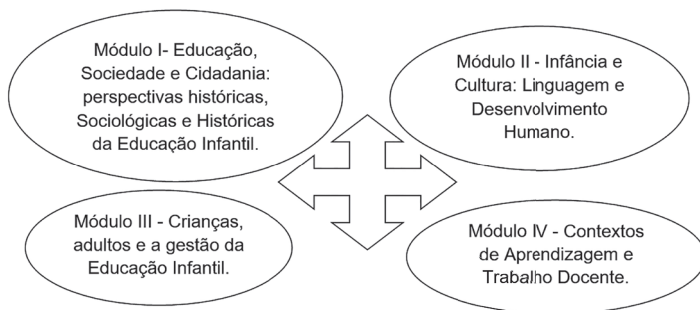 Módulo I- Educação,
Sociedade e Cidadania:
perspectivas históricas,
Sociológicas e Históricas
da Educação Infantil.
Módulo II - Infância e
Cultura: Linguagem e
Desenvolvimento
Humano.
Módulo III - Crianças,
adultos e a gestão da
Educação Infantil.
Módulo IV - Contextos
de Aprendizagem e
Trabalho Docente.